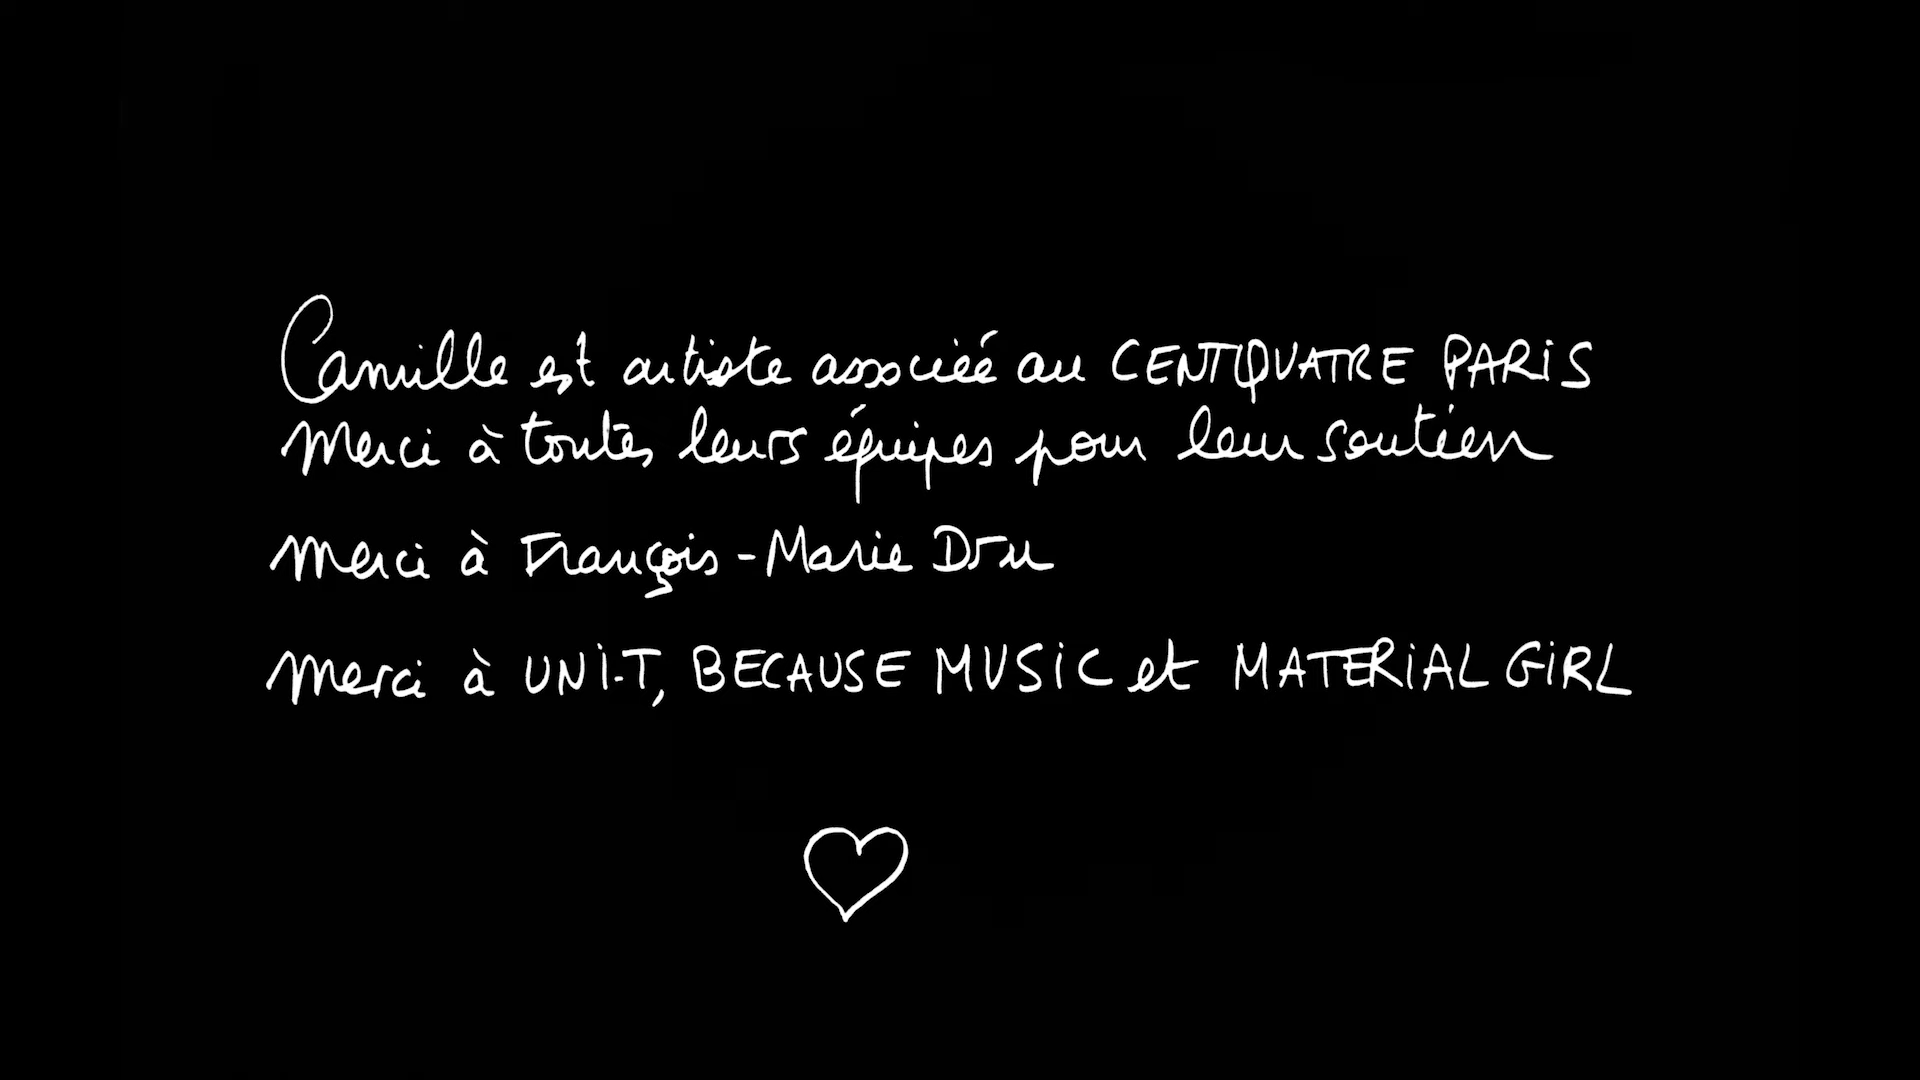 Camille est artiste associée au CENTQUATRE PARIS
Merci à toutes leurs équipes pour leur soutien
Merci à François-Marie Dru
Merci à UNI-T, BECAUSE MUSIC et MATERIAL GIRL